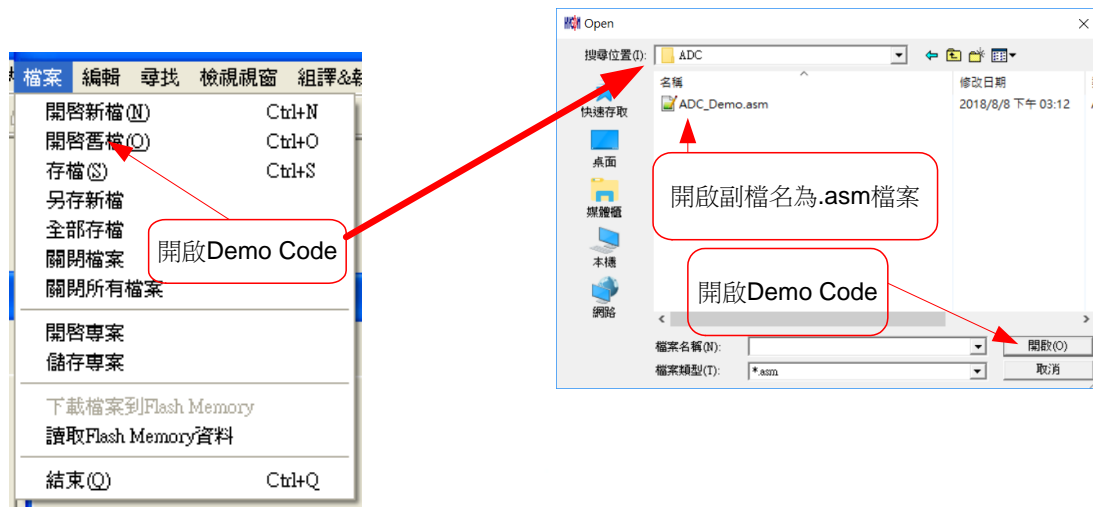 檔案 編輯 尋找 檢視視窗 組譯&
開啓新檔(N) Ctrl+N
開啓舊檔(O) Ctrl+O
存檔(S) Ctrl+S
另存新檔
全部存檔
關閉檔案
關閉所有檔案
開啓專案
儲存專案
下載檔案到Flash Memory
讀取Flash Memory資料
結束(Q) Ctrl+Q
開啟Demo Code
Open
搜尋位置(I): ADC
名稱 修改日期
ADC_Demo.asm 2018/8/8 下午 03:12
快速存取
桌面
媒體櫃
本機
網路
開啟副檔名為.asm檔案
開啟Demo Code
檔案名稱(N): 開啟(O)
檔案類型(T): *.asm 取消